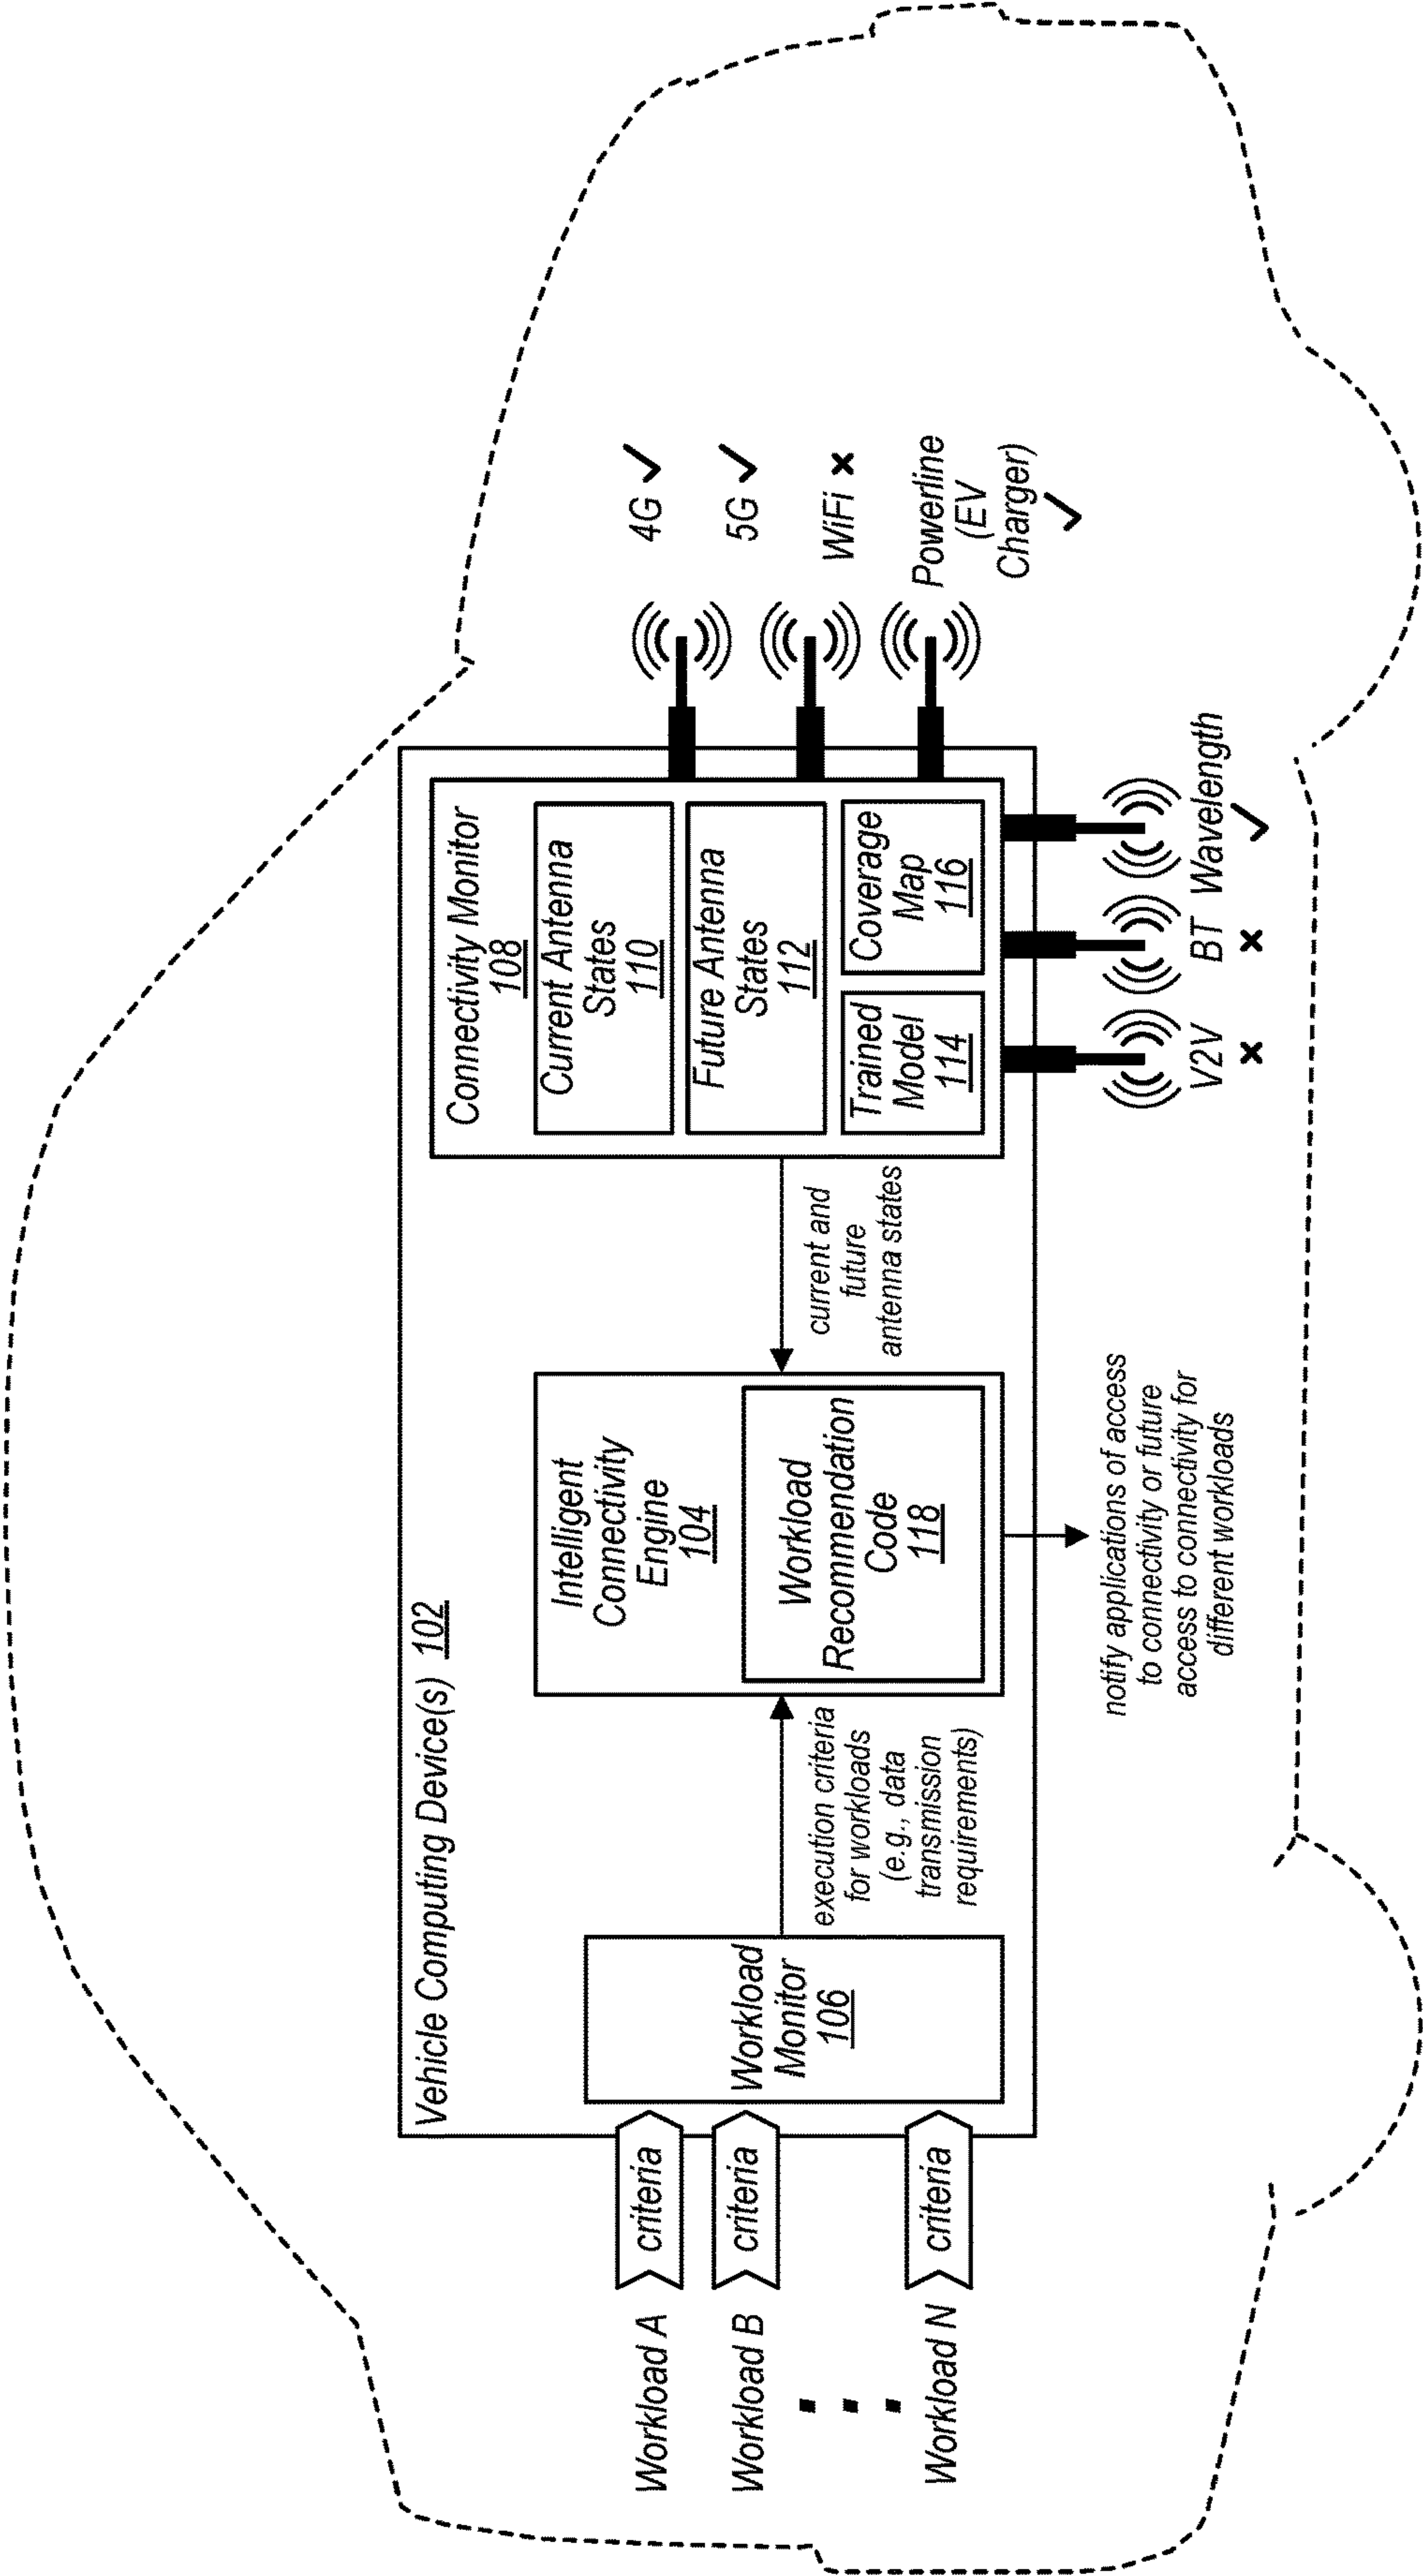 Vehicle Computing Device(s) 102
Workload A
criteria
Workload B
criteria
Workload N
criteria
Workload
Monitor
106
execution criteria
for workloads
(e.g., data
transmission
requirements)
Intelligent
Connectivity
Engine
104
Workload
Recommendation
Code
118
notify applications of access
to connectivity or future
access to connectivity for
different workloads
current and
future
antenna states
Connectivity Monitor
108
Current Antenna
States
110
Future Antenna
States
112
Trained
Model
114
Coverage
Map
116
4G
5G
WiFi
Powerline
(EV
Charger)
V2V
BT
Wavelength